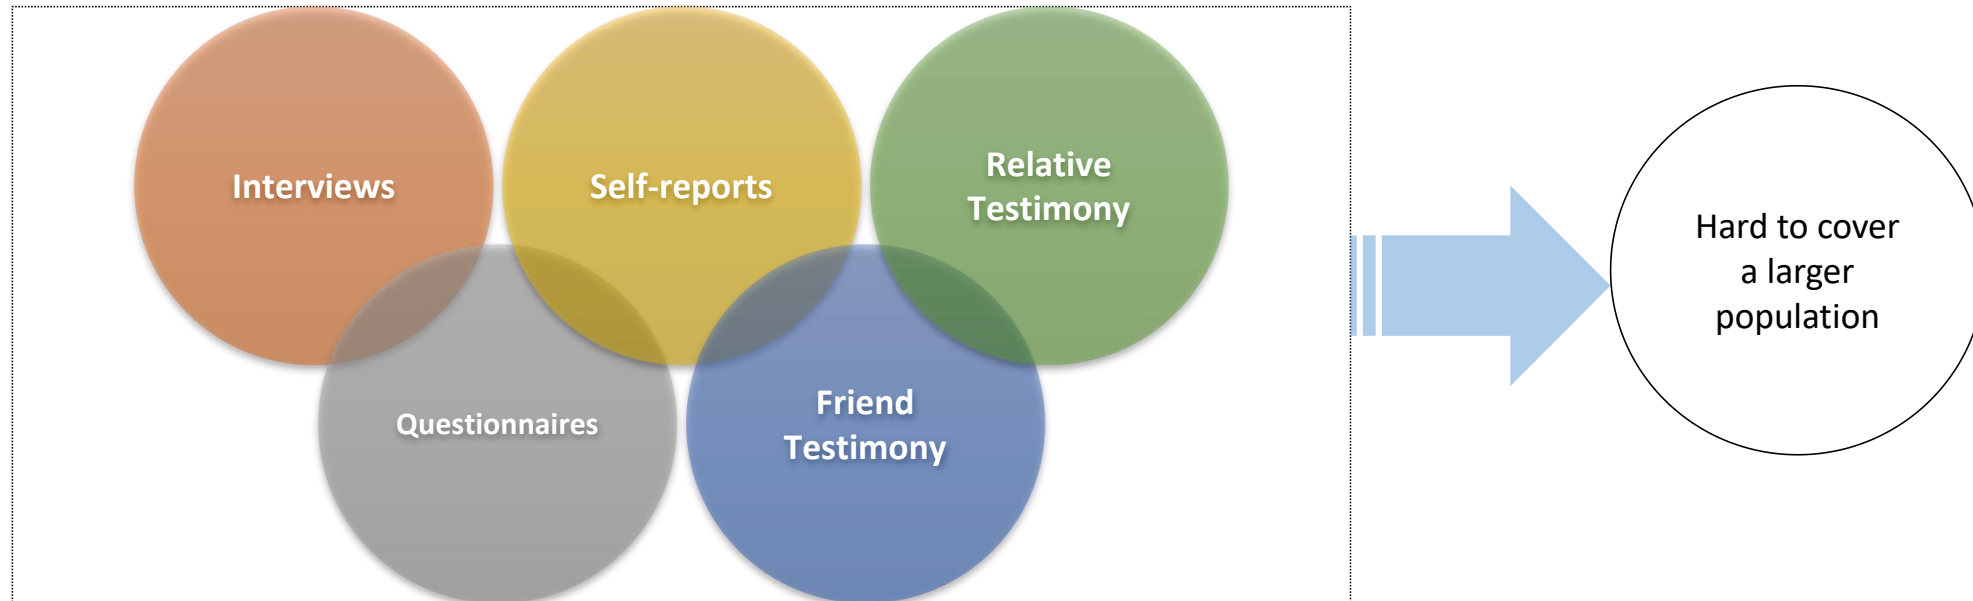 Interviews
Self-reports
Relative
Testimony
Questionnaires
Friend
Testimony
Hard to cover
a larger
population